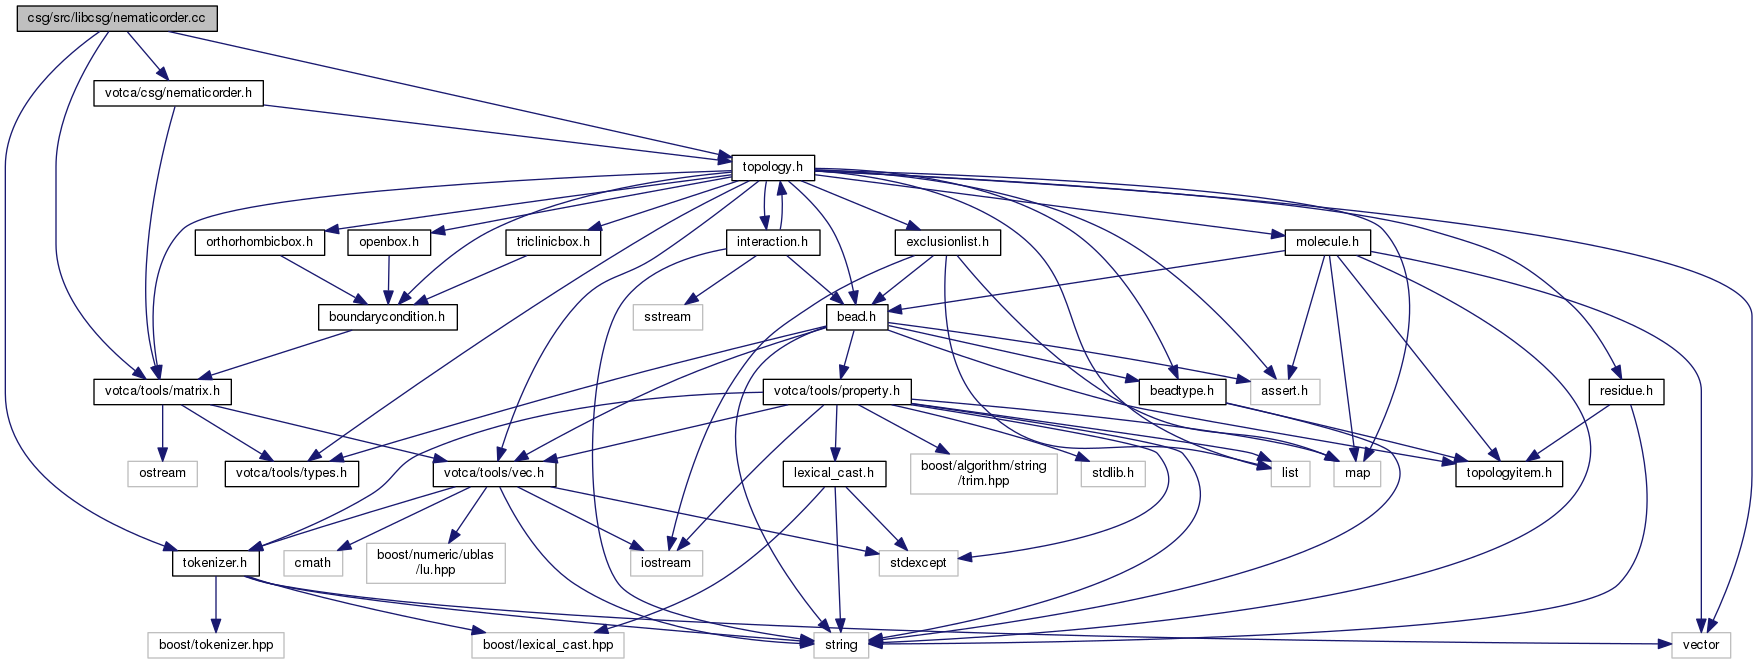 csg/src/libcsg/nematicorder.cc
votca/csg/nematicorder.h
topology.h
orthorhombicbox.h
openbox.h
triclinicbox.h
interaction.h
exclusionlist.h
molecule.h
boundarycondition.h
sstream
bead.h
votca/tools/matrix.h
votca/tools/property.h
beadtype.h
assert.h
residue.h
ostream
votca/tools/types.h
votca/tools/vec.h
lexical_cast.h
boost/algorithm/string
/trim.hpp
stdlib.h
list
map
topologyitem.h
tokenizer.h
cmath
boost/numeric/ublas
/lu.hpp
iostream
stdexcept
boost/tokenizer.hpp
boost/lexical_cast.hpp
string
vector